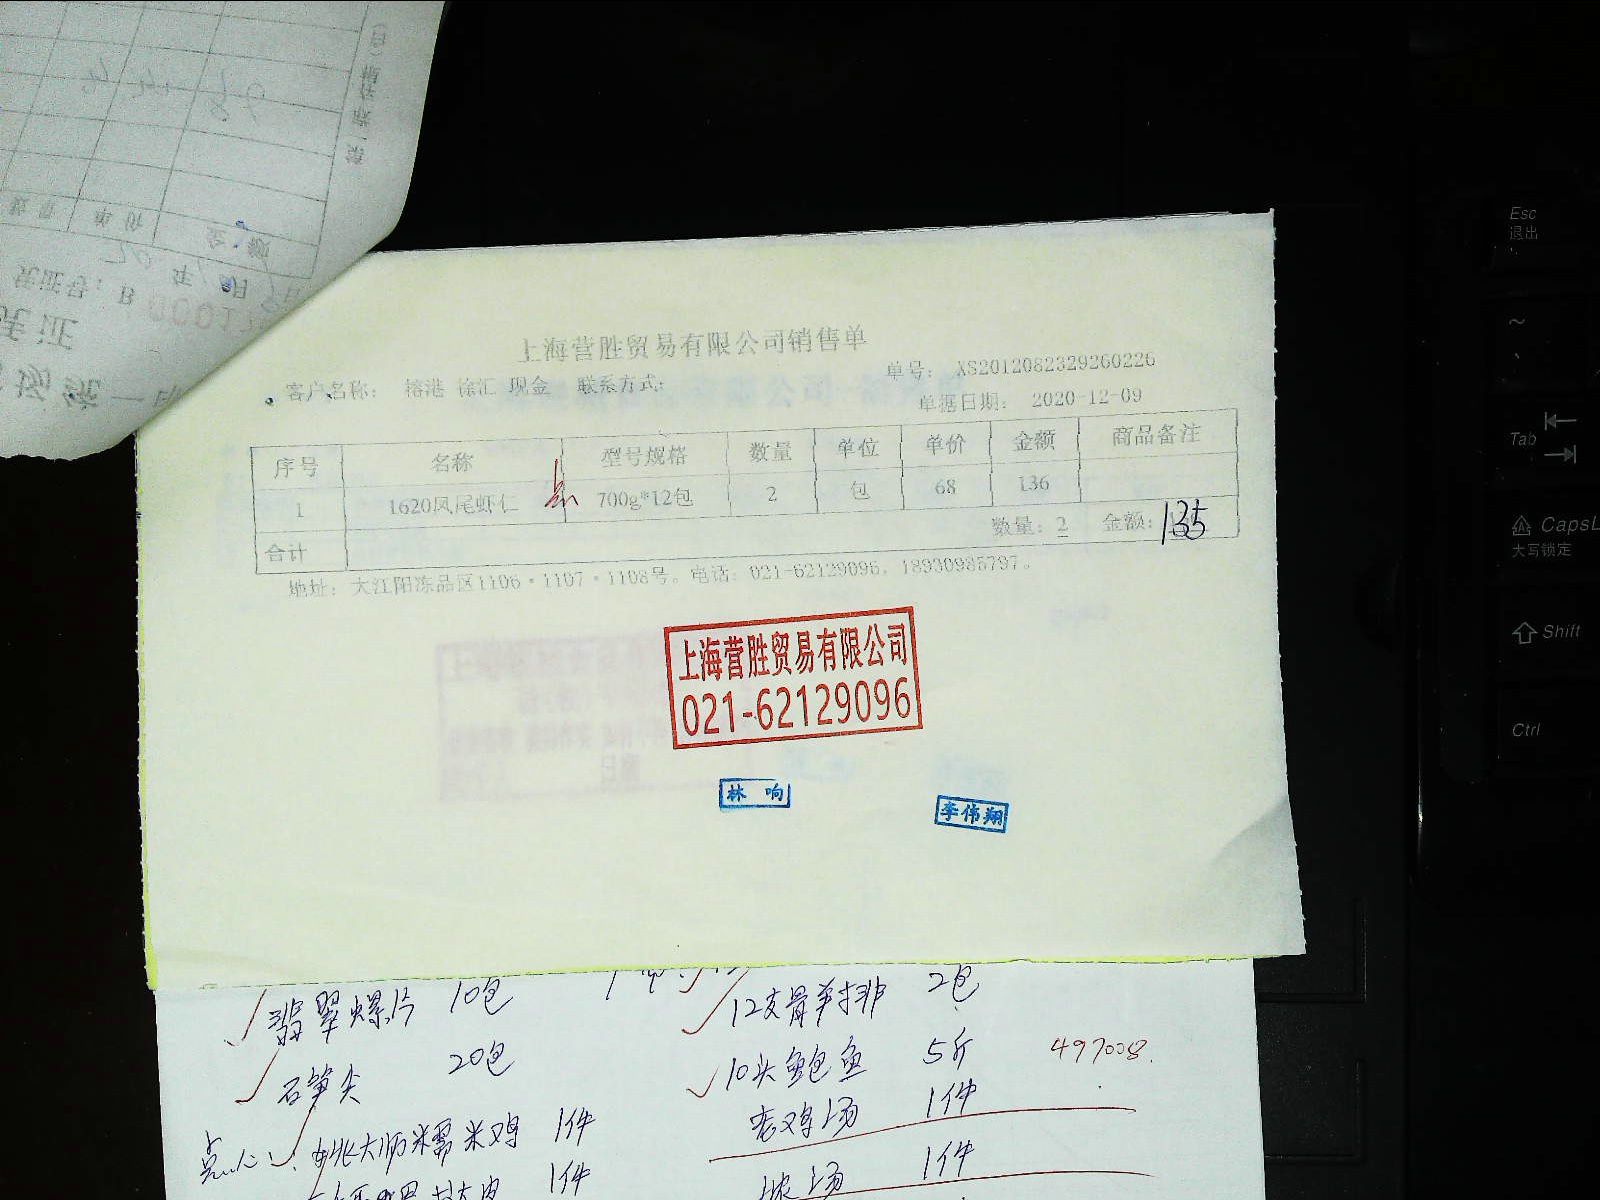 上海营胜贸易有限公司销售单
单号: XS2012082329260226
客户名称: 榕港 徐汇 现金 联系方式:
单据日期: 2020-12-09
序号 名称 型号规格 数量 单位 单价 金额 商品备注
1 1620凤尾虾仁 700g*12包 2 包 68 136
合计 数量: 2 金额: 135
地址: 大江阳冻品区1106·1107·1108号。电话: 021-62129096, 18930985797。
上海营胜贸易有限公司
021-62129096
林 响
李伟翔
翡翠螺片 10包
12支骨羊排 2包
石笋尖 20包
10头鲍鱼 5斤 497008.
老鸡汤 1件
点心: 大师糯米鸡 1件
浓汤 1件
1件
Esc
退出
~
Tab
CapsL
大写锁定
Shift
Ctrl